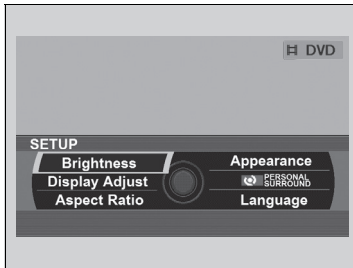 DVD
SETUP
Brightness
Appearance
Display Adjust
PERSONAL
SURROUND
Aspect Ratio
Language